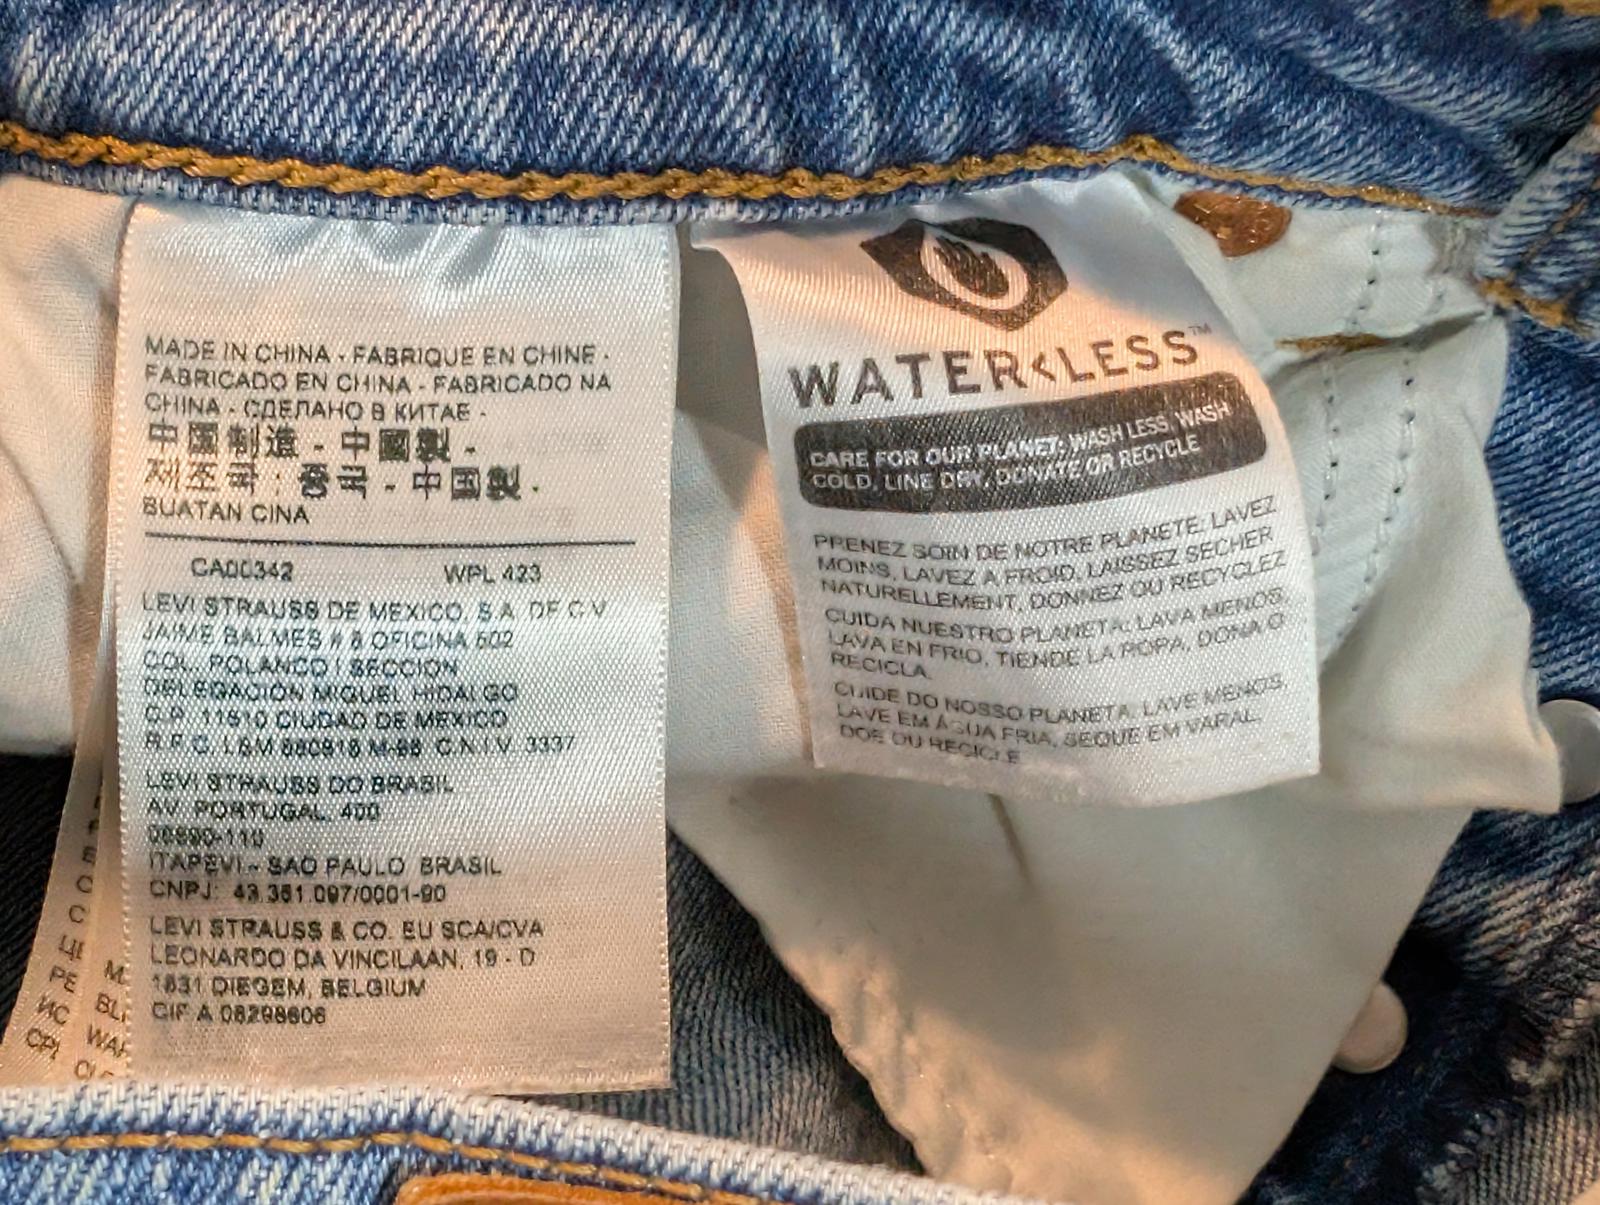 MADE IN CHINA - FABRIQUE EN CHINE -
FABRICADO EN CHINA - FABRICADO NA
CHINA - СДЕЛАНО В КИТАЕ -
中国制造 - 中國製 -
제조국 : 중국 - 中国製 -
BUATAN CINA
CA00342 WPL 423
LEVI STRAUSS DE MEXICO, S.A. DE C.V
JAIME BALMES # 8 OFICINA 602
COL. POLANCO I SECCION
DELEGACIÓN MIGUEL HIDALGO
C.P. 11510 CIUDAD DE MEXICO
R.F.C. LSM C.N.I.V. 3337
LEVI STRAUSS DO BRASIL
AV. PORTUGAL, 400
ITAPEVI - SAO PAULO BRASIL
CNPJ: 43.361.097/0001-90
LEVI STRAUSS & CO. EU SCA/CVA
LEONARDO DA VINCILAAN, 19 - D
1831 DIEGEM, BELGIUM
CIF A 08298606
WATER<LESS™
CARE FOR OUR PLANET: WASH LESS, WASH
COLD, LINE DRY, DONATE OR RECYCLE
PRENEZ SOIN DE NOTRE PLANETE: LAVEZ
MOINS, LAVEZ A FROID, LAISSEZ SECHER
NATURELLEMENT, DONNEZ OU RECYCLEZ
CUIDA NUESTRO PLANETA: LAVA MENOS,
LAVA EN FRIO, TIENDE LA ROPA, DONA O
RECICLA.
CUIDE DO NOSSO PLANETA. LAVE MENOS,
LAVE EM ÁGUA FRIA, SEQUE EM VARAL,
DOE OU RECICLE